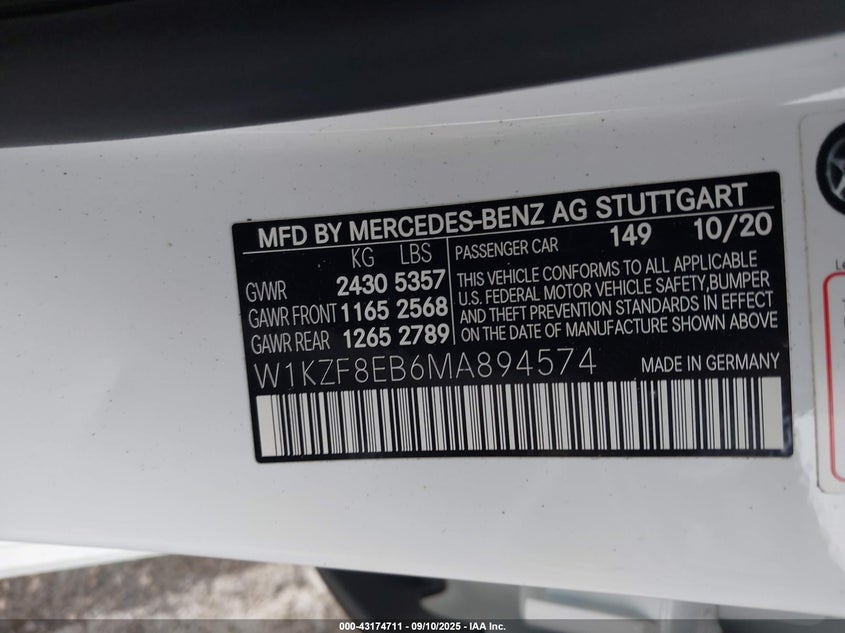 MFD BY MERCEDES-BENZ AG STUTTGART
KG LBS
GVWR 2430 5357
GAWR FRONT 1165 2568
GAWR REAR 1265 2789
PASSENGER CAR 149 10/20
THIS VEHICLE CONFORMS TO ALL APPLICABLE
U.S. FEDERAL MOTOR VEHICLE SAFETY,BUMPER
AND THEFT PREVENTION STANDARDS IN EFFECT
ON THE DATE OF MANUFACTURE SHOWN ABOVE
W1KZF8EB6MA894574 MADE IN GERMANY
000-43174711 - 09/10/2025 - IAA Inc.